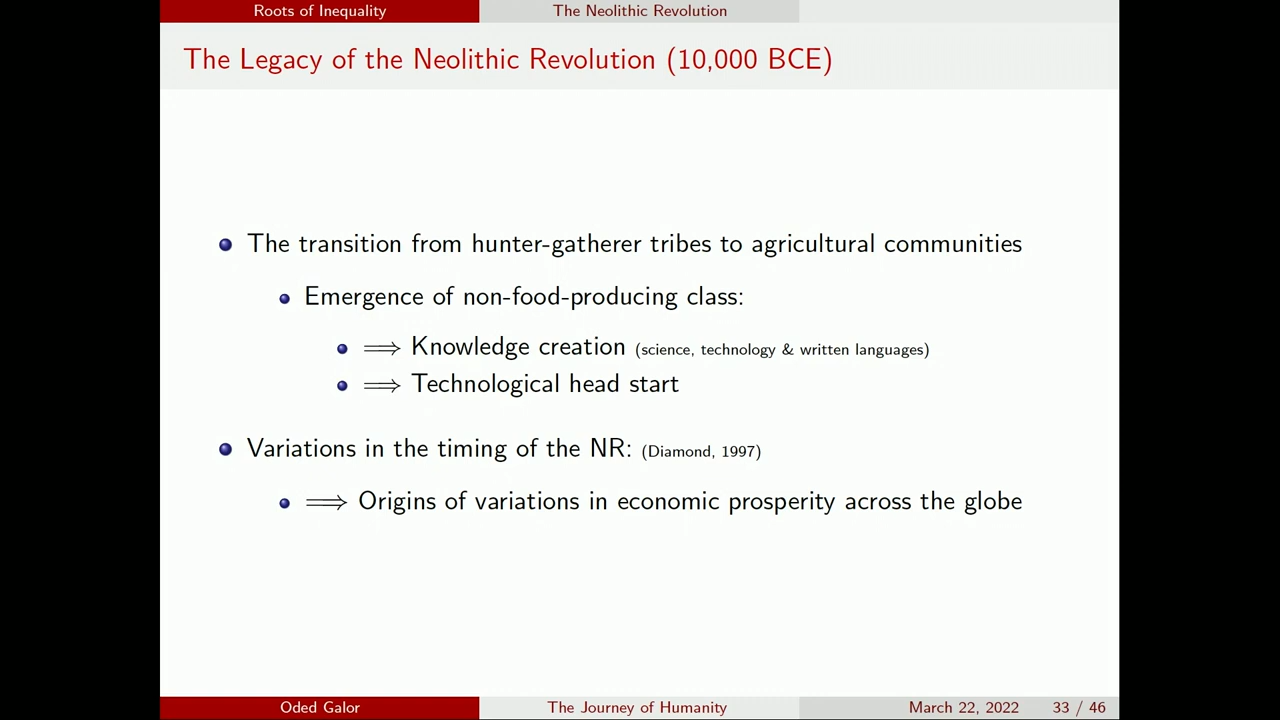 Roots of Inequality
The Neolithic Revolution
The Legacy of the Neolithic Revolution (10,000 BCE)
The transition from hunter-gatherer tribes to agricultural communities
Emergence of non-food-producing class:
⟹ Knowledge creation (science, technology & written languages)
⟹ Technological head start
Variations in the timing of the NR: (Diamond, 1997)
⟹ Origins of variations in economic prosperity across the globe
Oded Galor
The Journey of Humanity
March 22, 2022 33 / 46